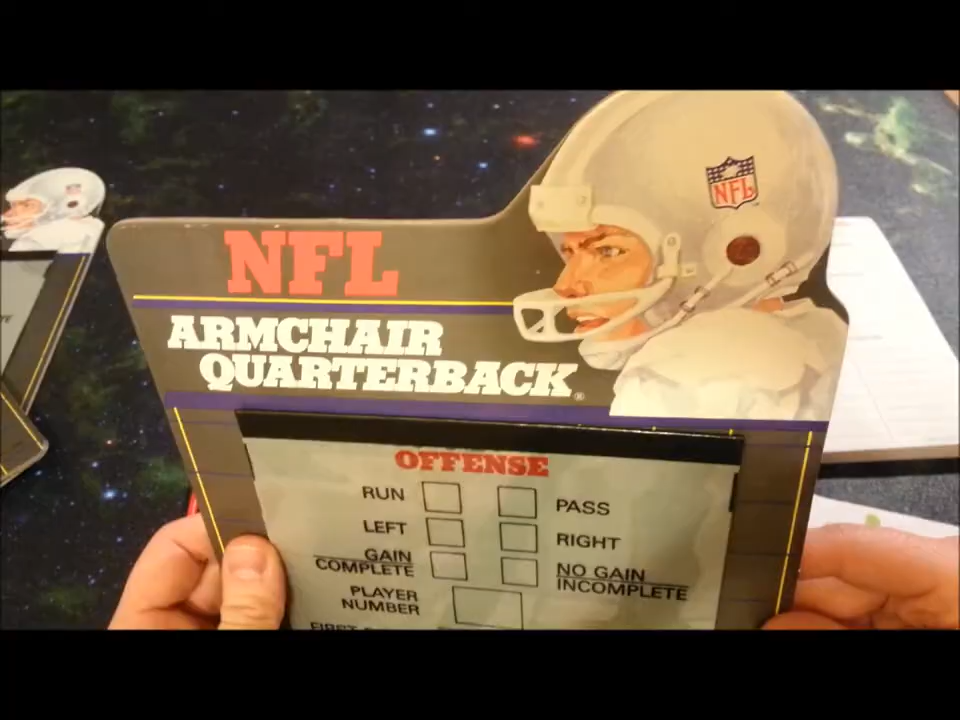 NFL
NFL
ARMCHAIR
QUARTERBACK®
OFFENSE
RUN PASS
LEFT RIGHT
GAIN NO GAIN
COMPLETE INCOMPLETE
PLAYER
NUMBER